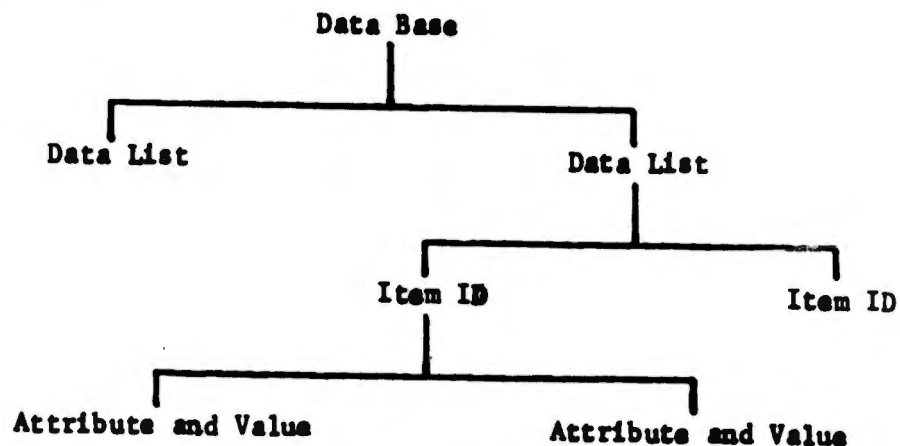 Data Base
Data List Data List
Item ID Item ID
Attribute and Value Attribute and Value